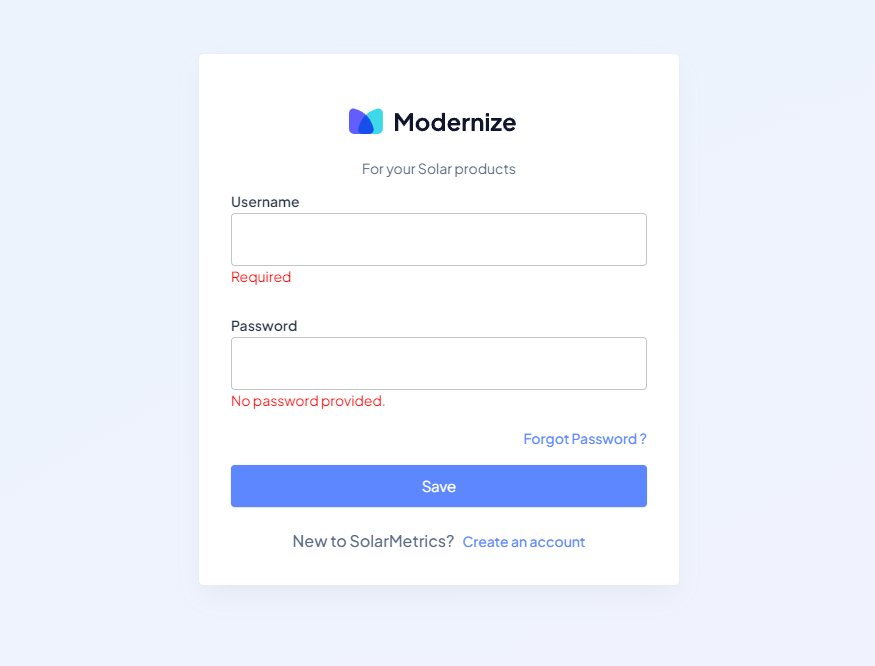 Modernize
For your Solar products
Username
Required
Password
No password provided.
Forgot Password ?
Save
New to SolarMetrics? Create an account